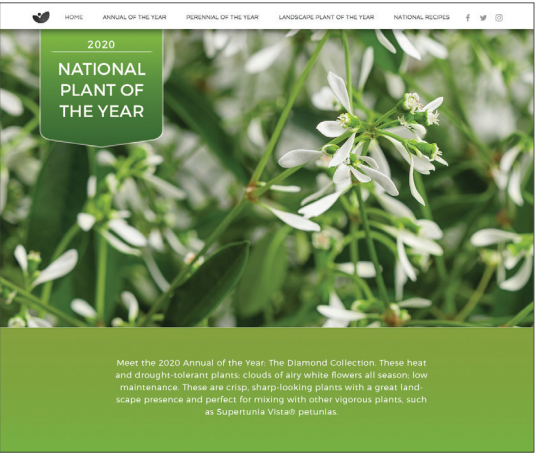 HOME ANNUAL OF THE YEAR PERENNIAL OF THE YEAR LANDSCAPE PLANT OF THE YEAR NATIONAL RECIPES
2020
NATIONAL
PLANT OF
THE YEAR
Meet the 2020 Annual of the Year: The Diamond Collection. These heat
and drought-tolerant plants; clouds of airy white flowers all season; low
maintenance. These are crisp, sharp-looking plants with a great land-
scape presence and perfect for mixing with other vigorous plants, such
as Supertunia Vista® petunias.